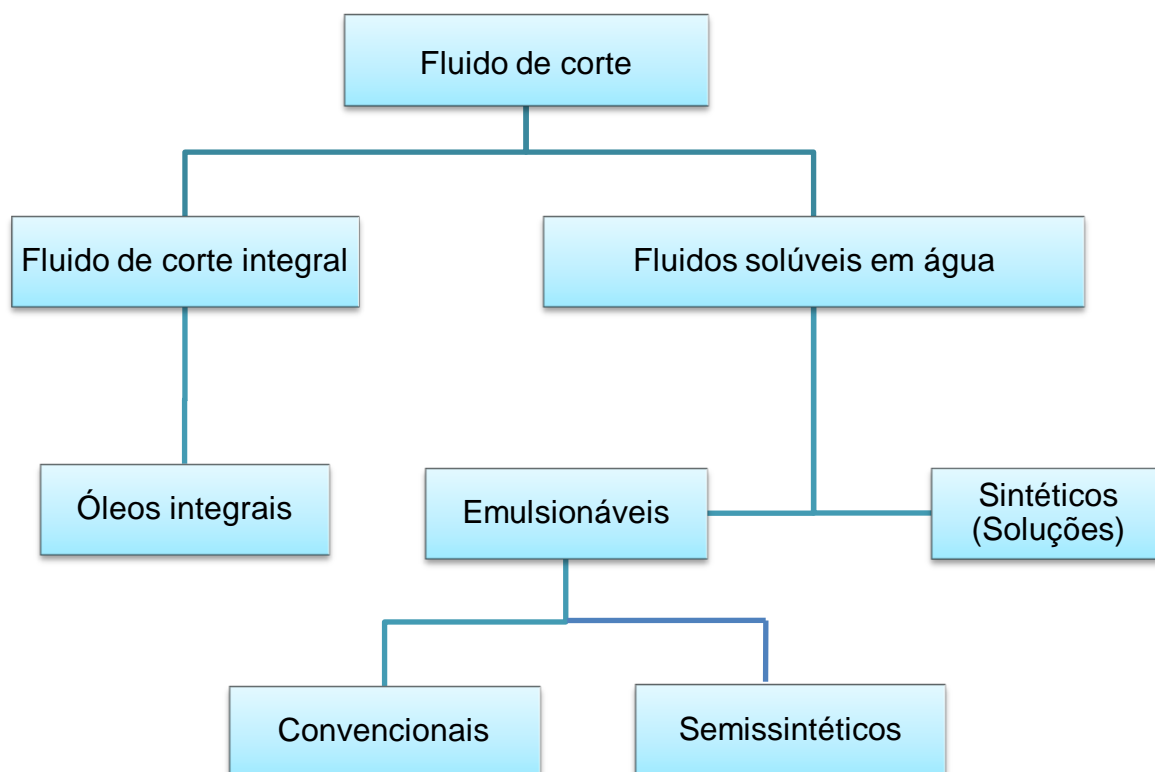 Fluido de corte
Fluido de corte integral
Fluidos solúveis em água
Óleos integrais
Emulsionáveis
Sintéticos
(Soluções)
Convencionais
Semissintéticos